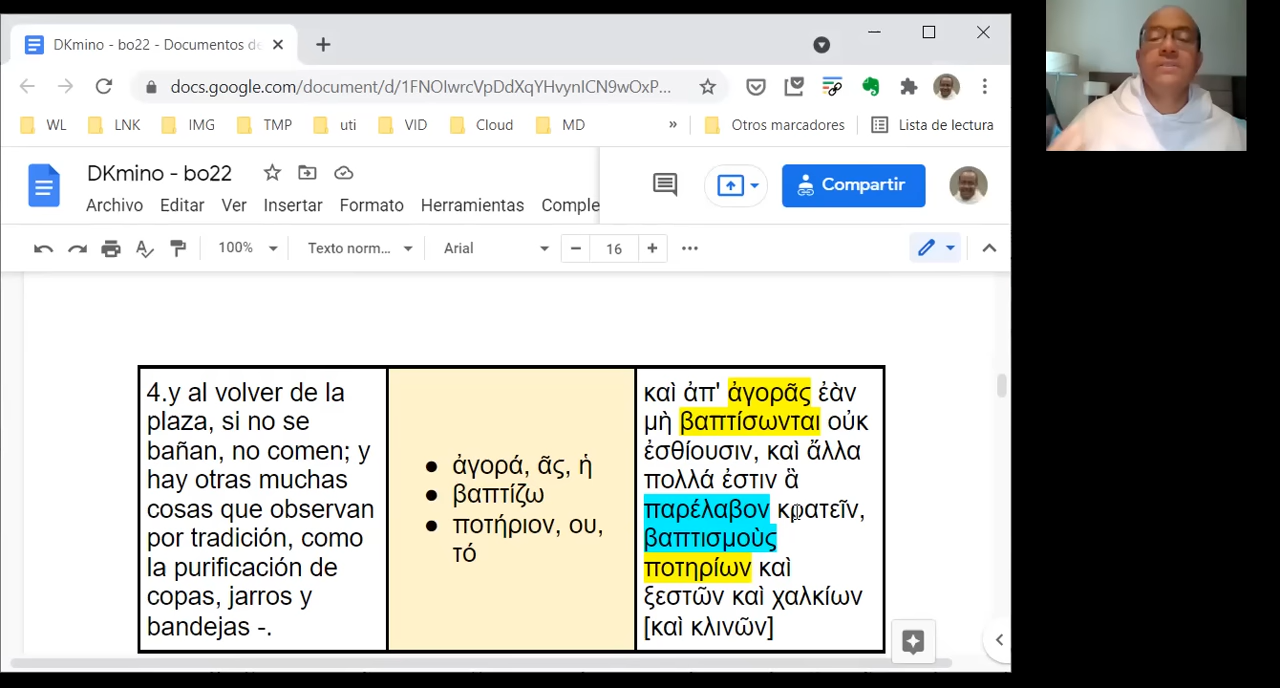 DKmino - bo22 - Documentos de
docs.google.com/document/d/1FNOIwrcVpDdXqYHvynICN9wOxP...
WL LNK IMG TMP uti VID Cloud MD » Otros marcadores Lista de lectura
DKmino - bo22
Compartir
Archivo Editar Ver Insertar Formato Herramientas Comple
100% Texto norm... Arial 16
4.y al volver de la
plaza, si no se
bañan, no comen; y
hay otras muchas
cosas que observan
por tradición, como
la purificación de
copas, jarros y
bandejas -.
● ἀγορά, ᾶς, ἡ
● βαπτίζω
● ποτήριον, ου,
τό
καὶ ἀπ' ἀγορᾶς ἐὰν
μὴ βαπτίσωνται οὐκ
ἐσθίουσιν, καὶ ἄλλα
πολλά ἐστιν ἃ
παρέλαβον κρατεῖν,
βαπτισμοὺς
ποτηρίων καὶ
ξεστῶν καὶ χαλκίων
[καὶ κλινῶν]